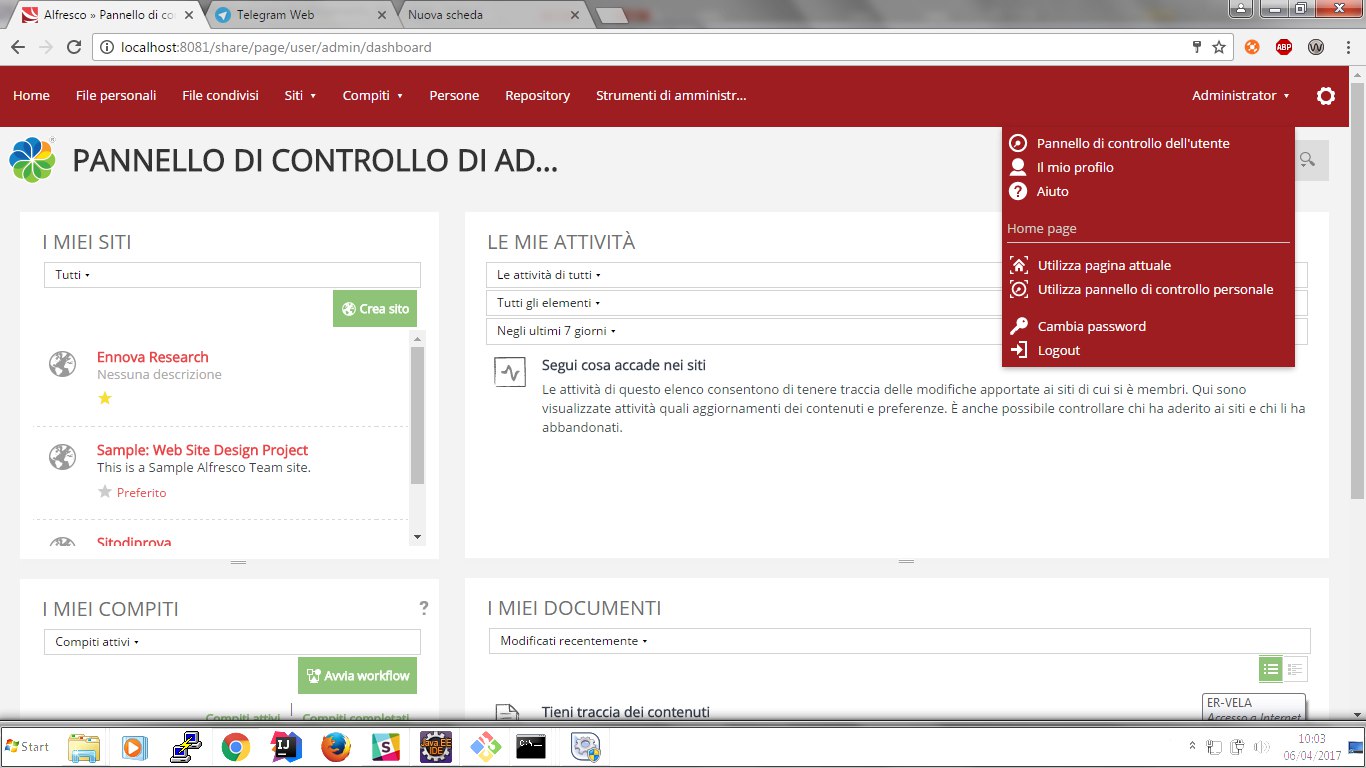 Alfresco » Pannello di co
Telegram Web
Nuova scheda
localhost:8081/share/page/user/admin/dashboard
ABP
W
Home File personali File condivisi Siti Compiti Persone Repository Strumenti di amministr... Administrator
PANNELLO DI CONTROLLO DI AD...
Pannello di controllo dell'utente
Il mio profilo
Aiuto
Home page
Utilizza pagina attuale
Utilizza pannello di controllo personale
Cambia password
Logout
I MIEI SITI
Tutti
Crea sito
Ennova Research
Nessuna descrizione
Sample: Web Site Design Project
This is a Sample Alfresco Team site.
Preferito
Sitodiprova
LE MIE ATTIVITÀ
Le attività di tutti
Tutti gli elementi
Negli ultimi 7 giorni
Segui cosa accade nei siti
Le attività di questo elenco consentono di tenere traccia delle modifiche apportate ai siti di cui si è membri. Qui sono
visualizzate attività quali aggiornamenti dei contenuti e preferenze. È anche possibile controllare chi ha aderito ai siti e chi li ha
abbandonati.
I MIEI COMPITI ?
Compiti attivi
Avvia workflow
Compiti attivi Compiti completati
I MIEI DOCUMENTI
Modificati recentemente
Tieni traccia dei contenuti
ER-VELA
Accesso a Internet
Start
IJ
Java EE
IDE
C:\_
10:03
06/04/2017